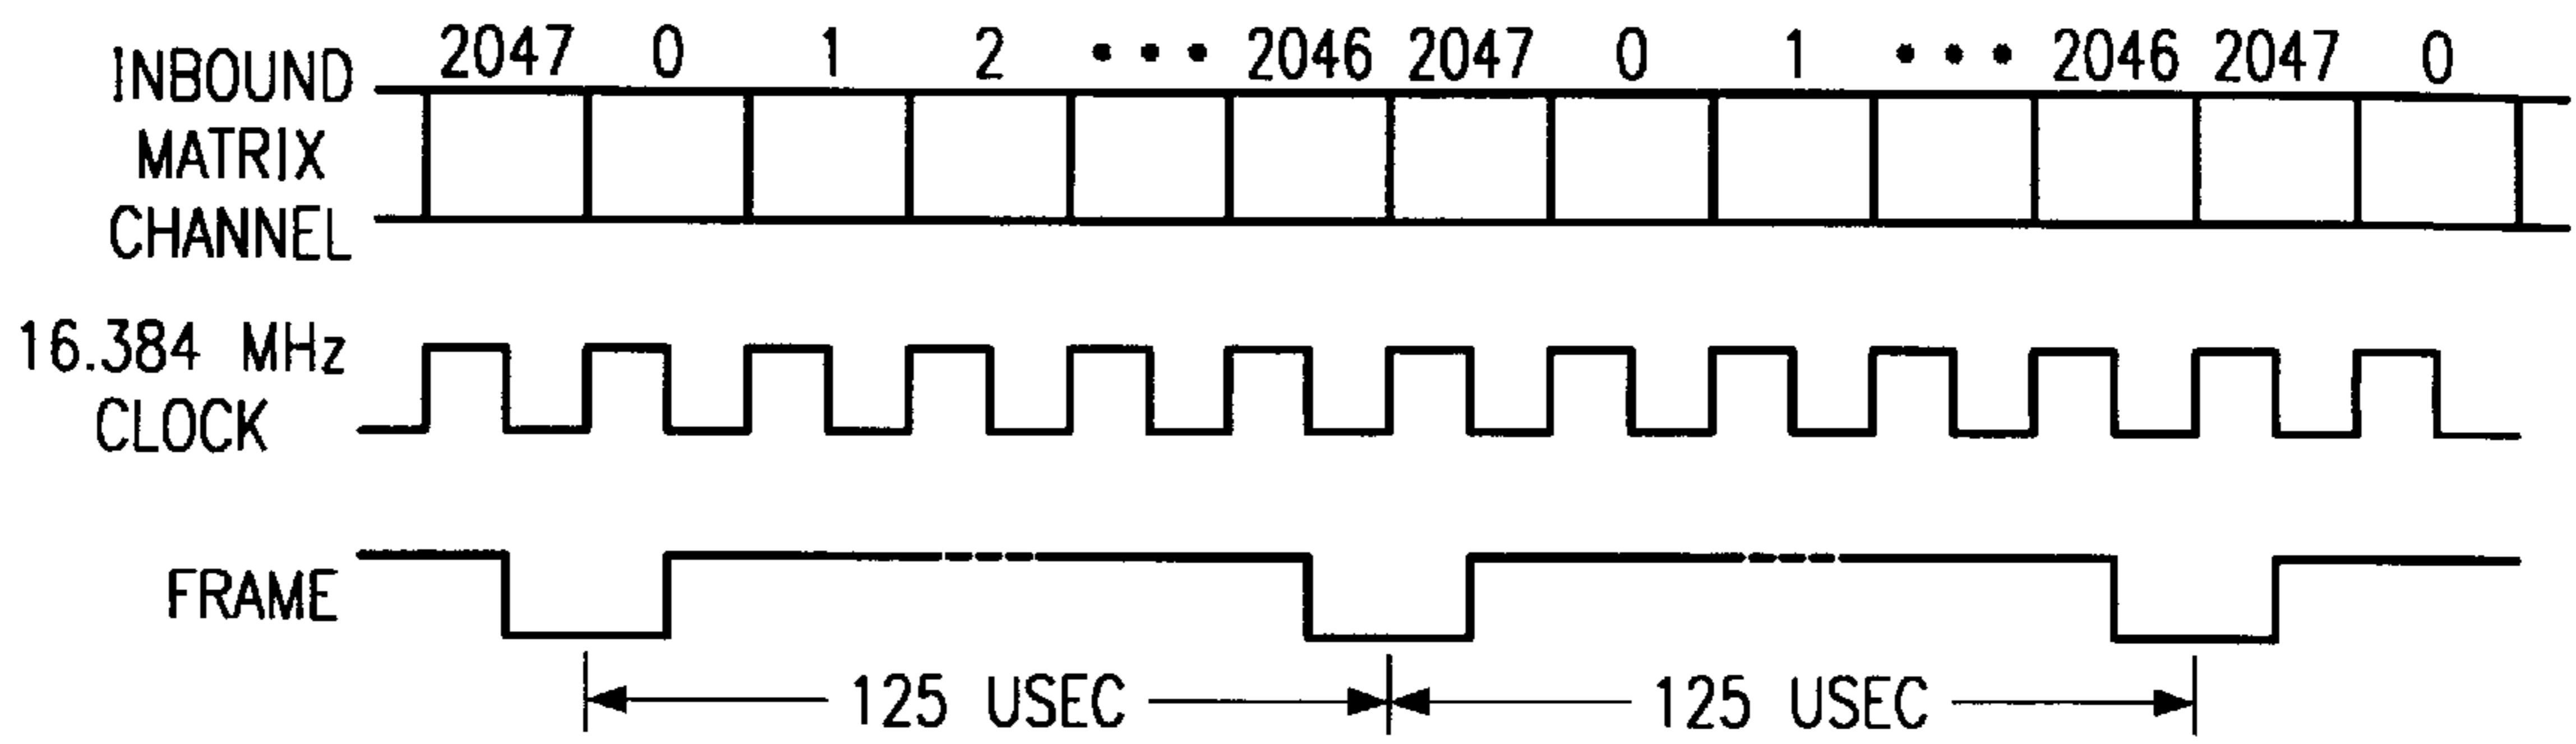 INBOUND MATRIX CHANNEL
2047 0 1 2 ••• 2046 2047 0 1 ••• 2046 2047 0
16.384 MHz CLOCK
FRAME
125 USEC 125 USEC